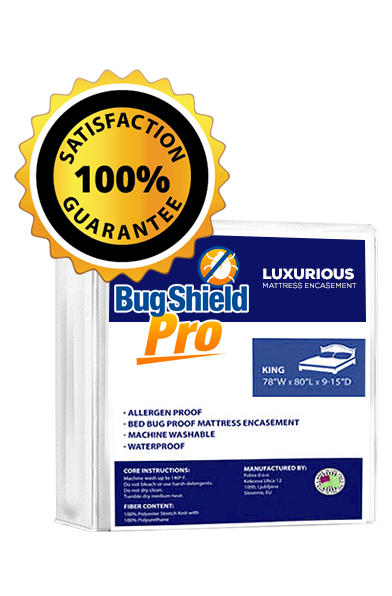 SATISFACTION
100%
GUARANTEE
BugShield
Pro
LUXURIOUS
MATTRESS ENCASEMENT
KING
78"W x 80"L x 9-15"D
· ALLERGEN PROOF
· BED BUG PROOF MATTRESS ENCASEMENT
· MACHINE WASHABLE
· WATERPROOF
CORE INSTRUCTIONS:
Machine wash up to 140° F.
Do not bleach or use harsh detergents.
Do not dry clean.
Tumble dry medium heat.
FIBER CONTENT:
100% Polyester Stretch Knit with
100% Polyurethane
MANUFACTURED BY:
Posteo d.o.o.
Ulica 12
1000, Ljubljana
Slovenia, EU